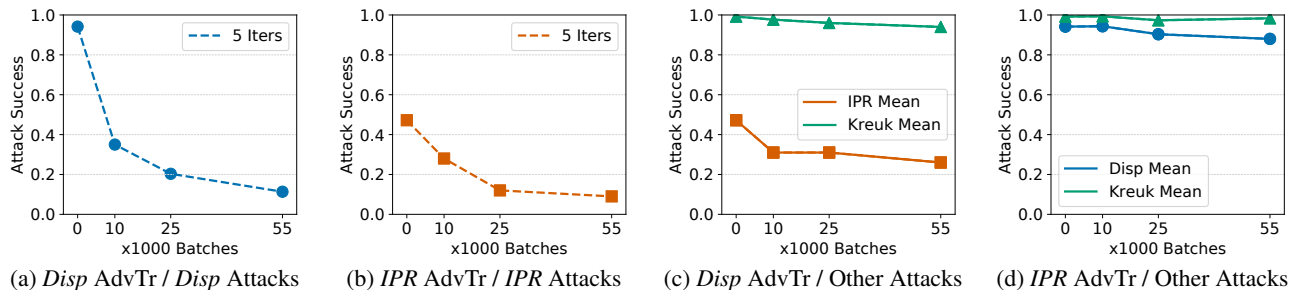 Attack Success
1.0
0.8
0.6
0.4
0.2
0.0
5 Iters
0 10 25 55
x1000 Batches
(a) Disp AdvTr / Disp Attacks
Attack Success
1.0
0.8
0.6
0.4
0.2
0.0
5 Iters
0 10 25 55
x1000 Batches
(b) IPR AdvTr / IPR Attacks
Attack Success
1.0
0.8
0.6
0.4
0.2
0.0
IPR Mean
Kreuk Mean
0 10 25 55
x1000 Batches
(c) Disp AdvTr / Other Attacks
Attack Success
1.0
0.8
0.6
0.4
0.2
0.0
Disp Mean
Kreuk Mean
0 10 25 55
x1000 Batches
(d) IPR AdvTr / Other Attacks